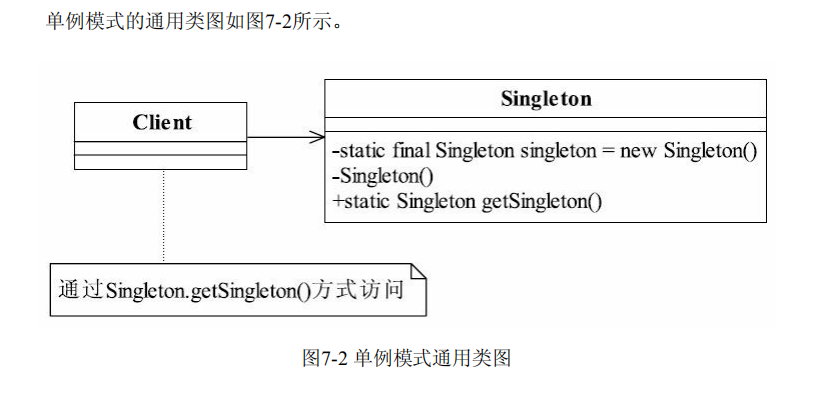 单例模式的通用类图如图7-2所示。
Client
Singleton
-static final Singleton singleton = new Singleton()
-Singleton()
+static Singleton getSingleton()
通过Singleton.getSingleton()方式访问
图7-2 单例模式通用类图